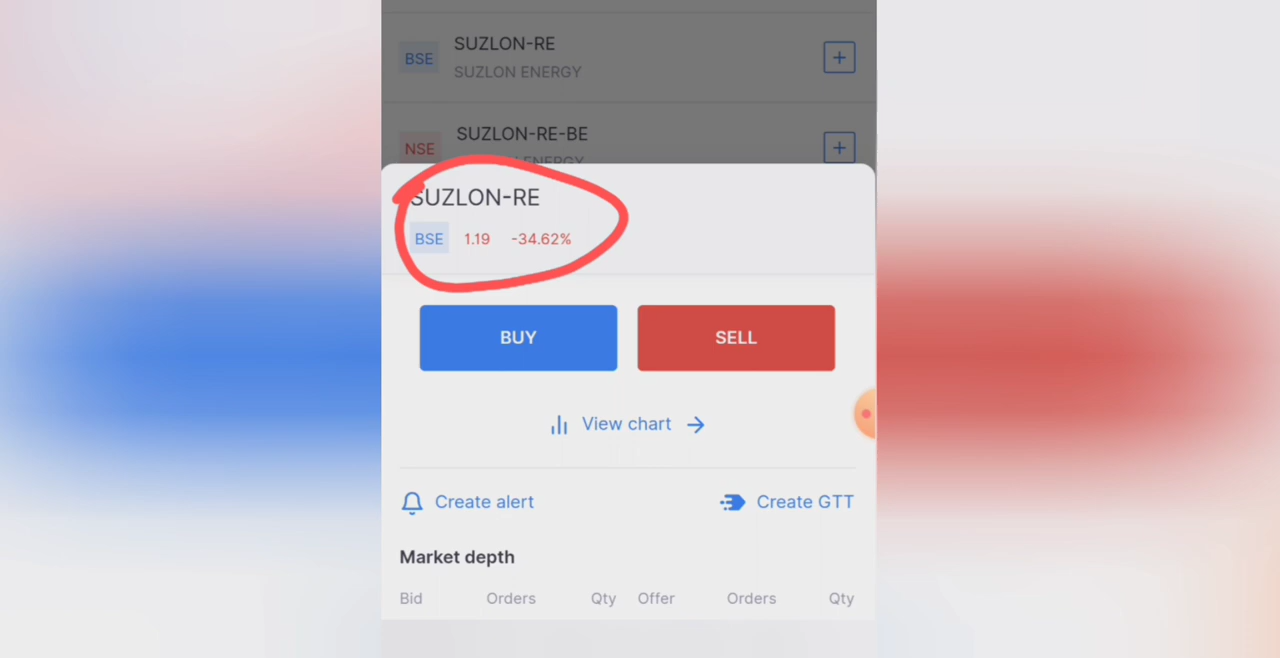 SUZLON-RE
BSE
SUZLON ENERGY
SUZLON-RE-BE
NSE
ENERGY
SUZLON-RE
BSE 1.19 -34.62%
BUY SELL
View chart
Create alert Create GTT
Market depth
Bid Orders Qty Offer Orders Qty